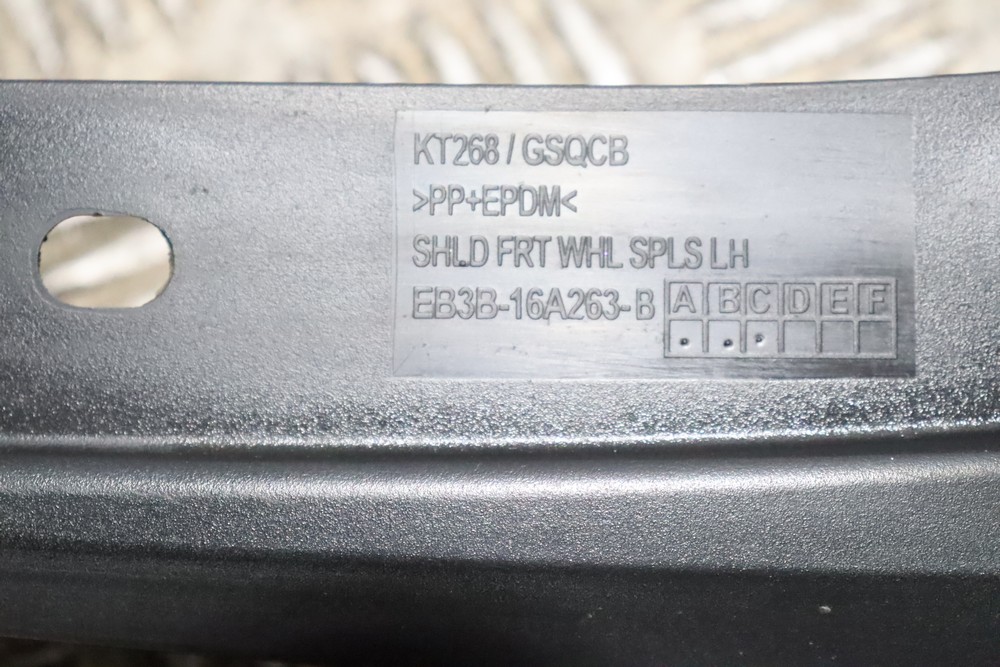 KT268 / GSQCB
>PP+EPDM<
SHLD FRT WHL SPLS LH
EB3B-16A263-B A B C D E F